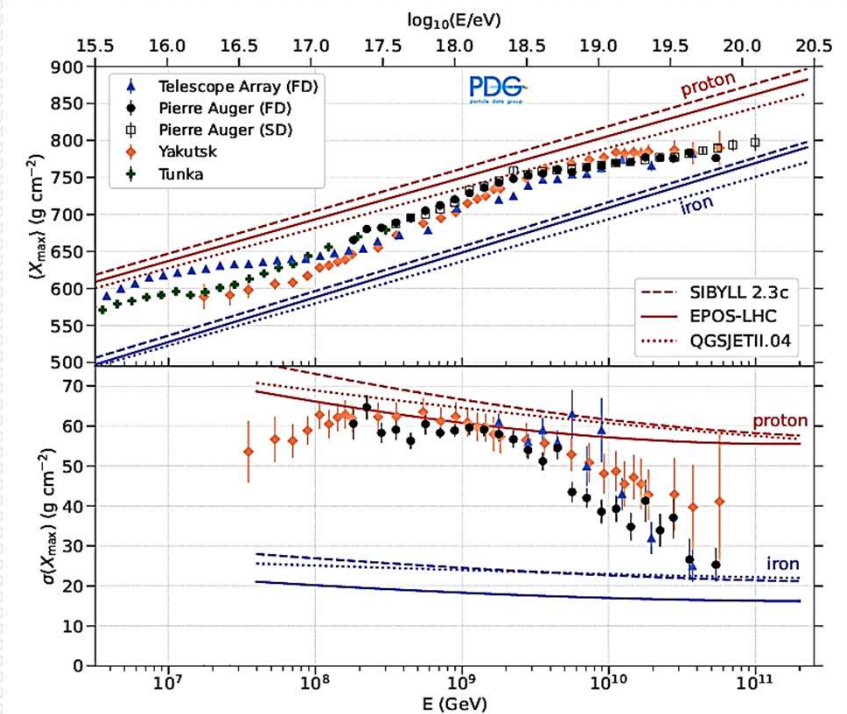 log₁₀(E/eV)
15.5 16.0 16.5 17.0 17.5 18.0 18.5 19.0 19.5 20.0 20.5
900
850
800
750
700
650
600
550
500
⟨Xmax⟩ (g cm⁻²)
Telescope Array (FD)
Pierre Auger (FD)
Pierre Auger (SD)
Yakutsk
Tunka
PDG
particle data group
proton
iron
SIBYLL 2.3c
EPOS-LHC
QGSJETII.04
70
60
50
40
30
20
10
0
σ(Xmax) (g cm⁻²)
proton
iron
10⁷ 10⁸ 10⁹ 10¹⁰ 10¹¹
E (GeV)